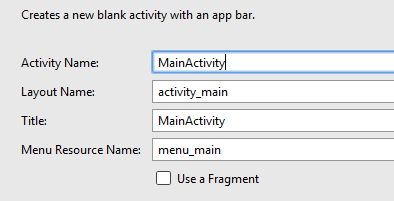 Creates a new blank activity with an app bar.
Activity Name: MainActivity
Layout Name: activity_main
Title: MainActivity
Menu Resource Name: menu_main
Use a Fragment